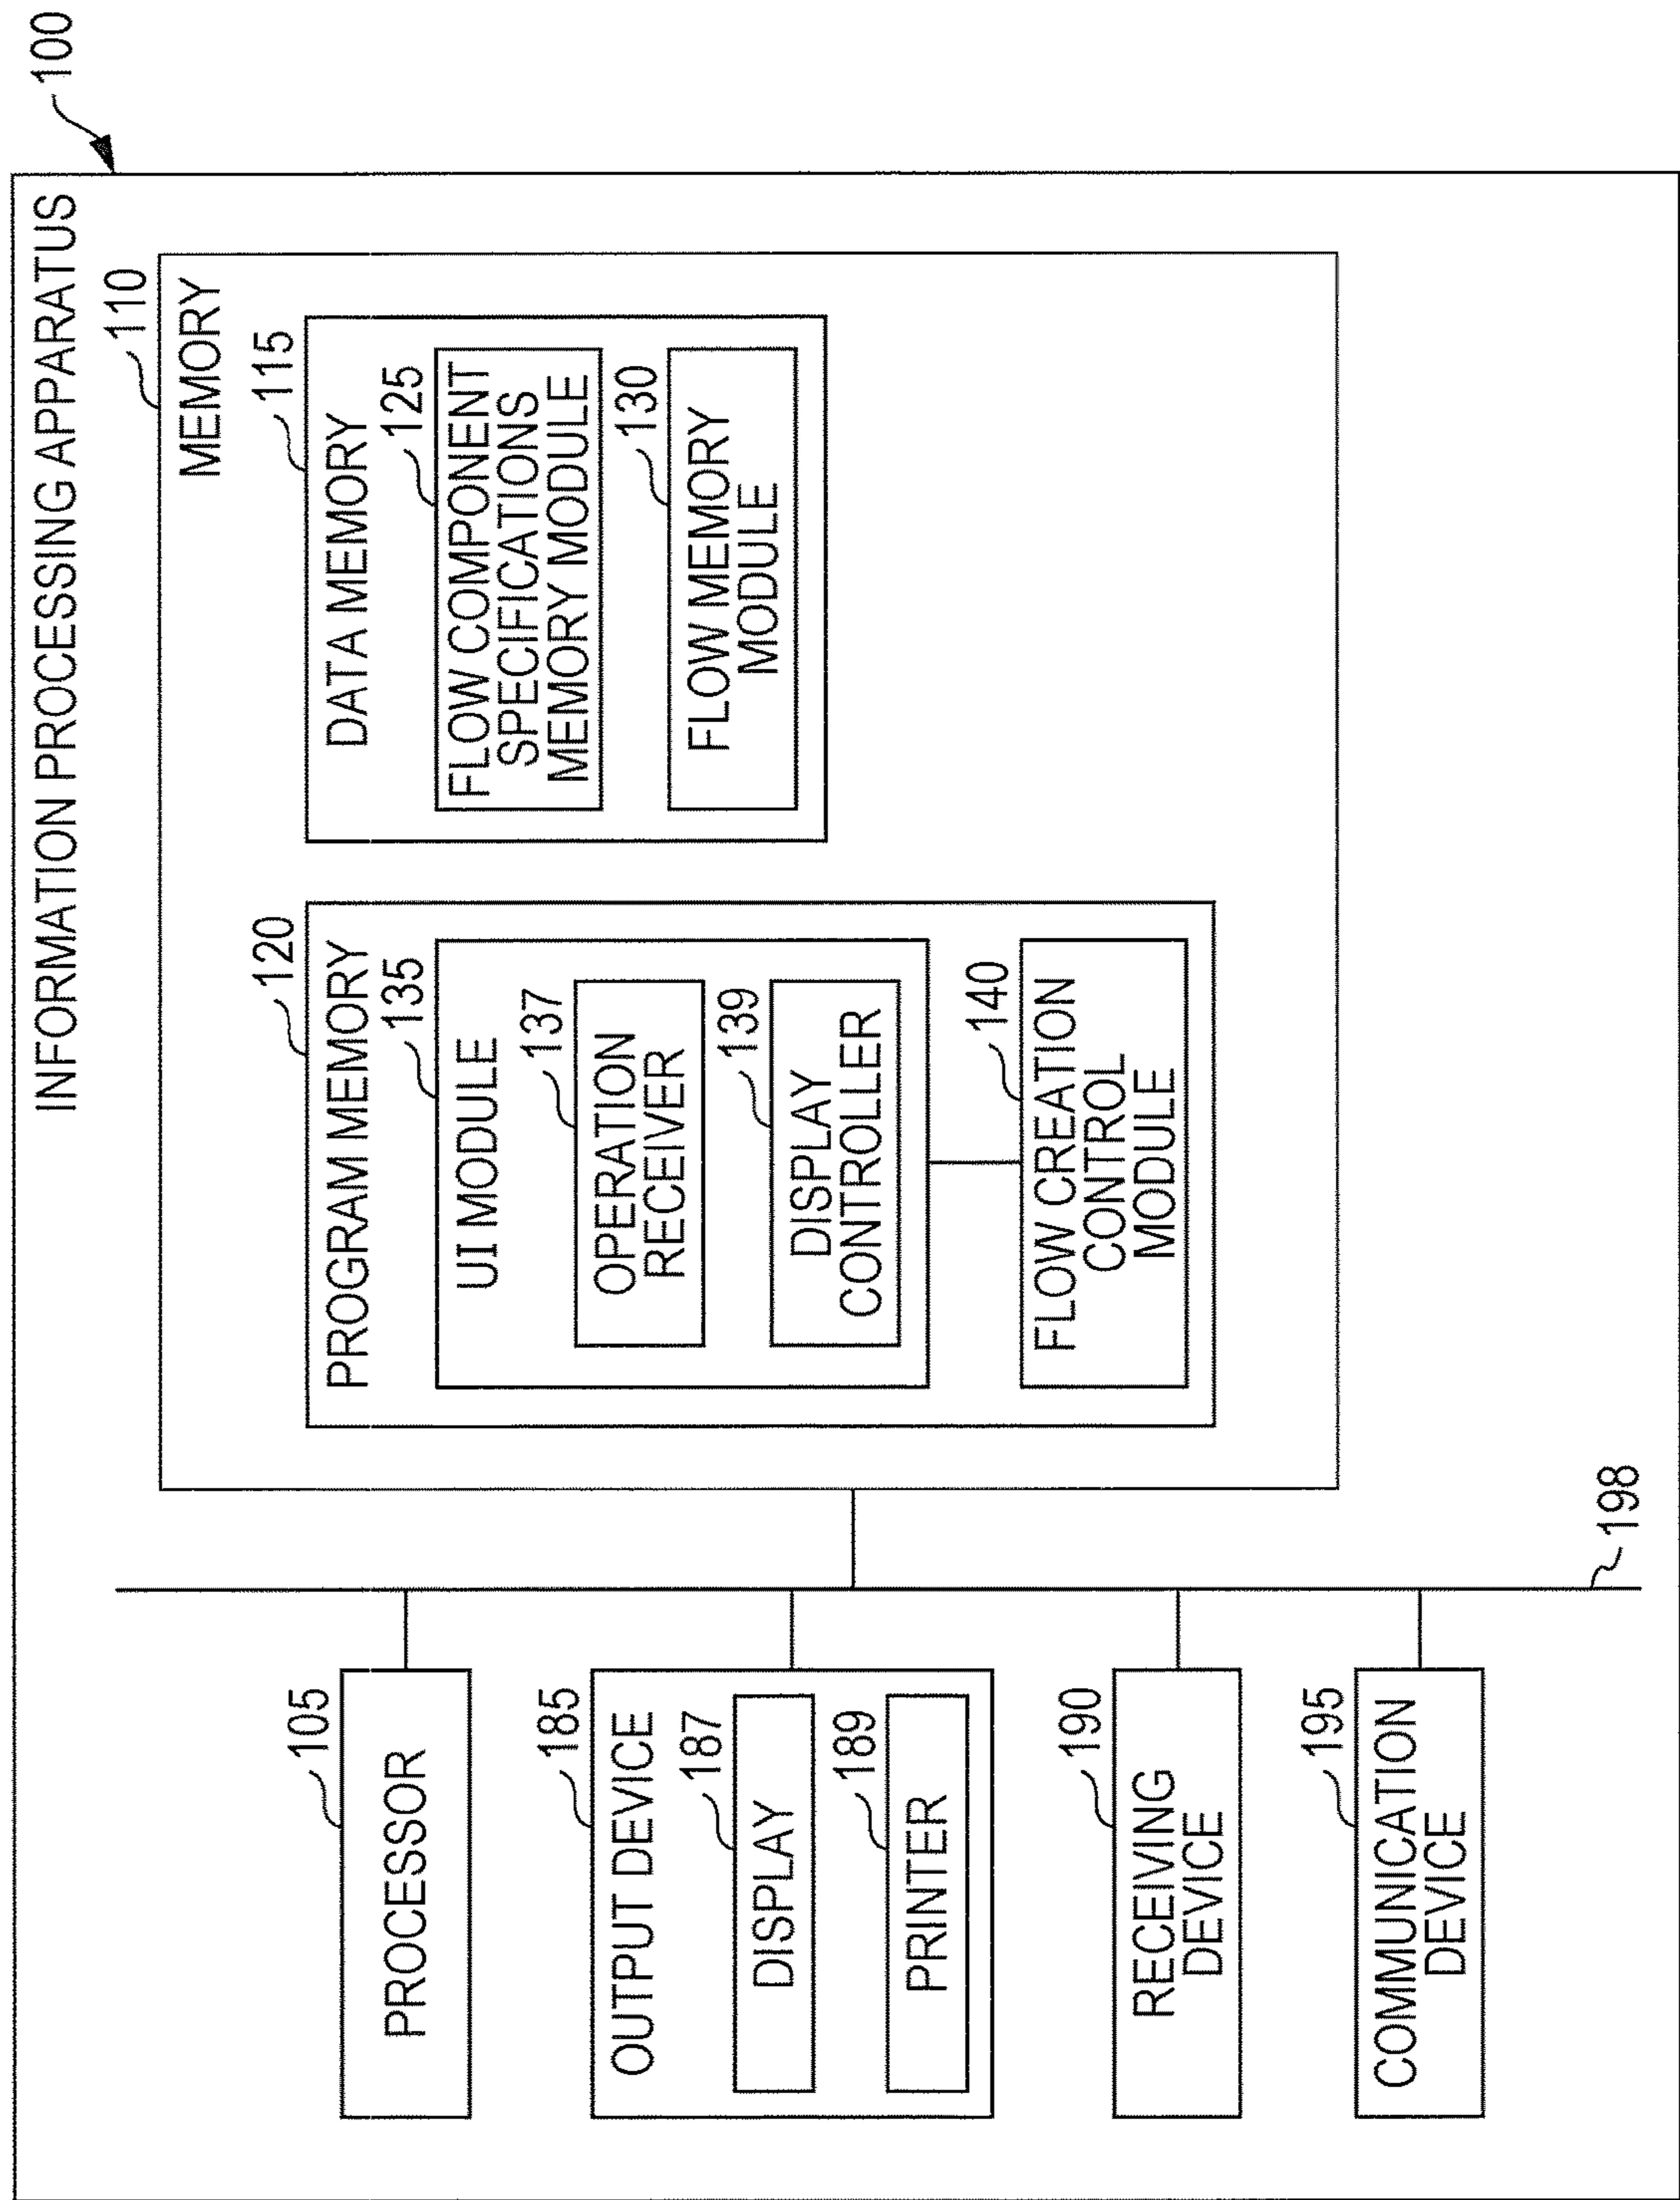 100
INFORMATION PROCESSING APPARATUS
105
PROCESSOR
185
OUTPUT DEVICE
187
DISPLAY
189
PRINTER
190
RECEIVING
DEVICE
195
COMMUNICATION
DEVICE
198
110
MEMORY
120
PROGRAM MEMORY
135
UI MODULE
137
OPERATION
RECEIVER
139
DISPLAY
CONTROLLER
140
FLOW CREATION
CONTROL
MODULE
115
DATA MEMORY
125
FLOW COMPONENT
SPECIFICATIONS
MEMORY MODULE
130
FLOW MEMORY
MODULE